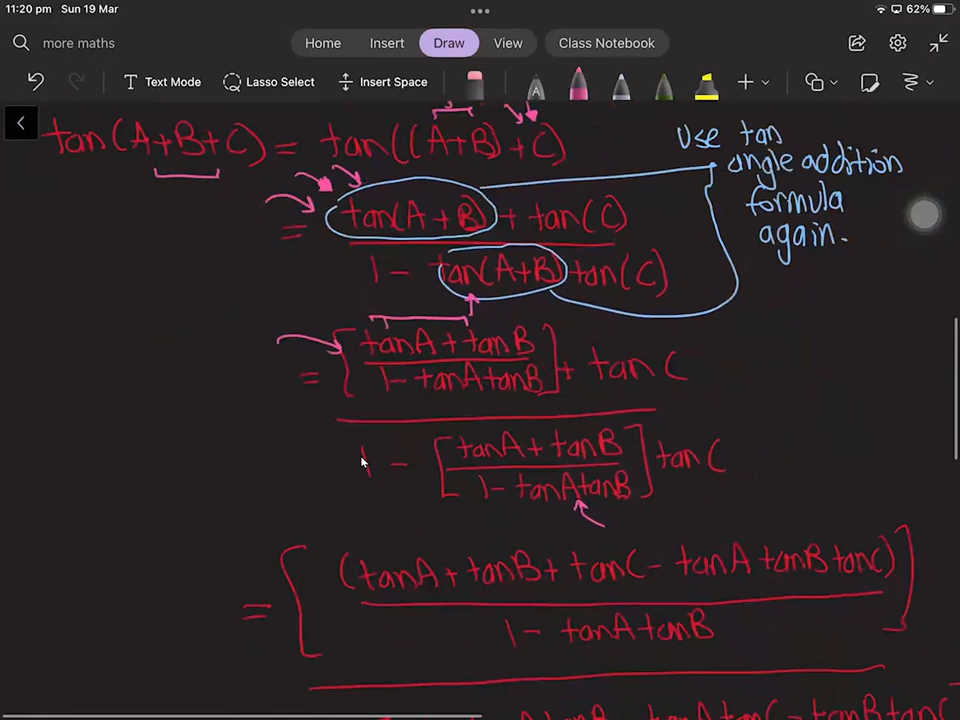 11:20 pm Sun 19 Mar 62%
more maths Home Insert Draw View Class Notebook
Text Mode Lasso Select Insert Space
tan(A+B+C) = tan((A+B)+C)
use tan
angle addition
formula
again.
= tan(A+B) + tan(C)
1 - tan(A+B) tan(C)
= [tanA + tanB
1 - tanAtanB] + tan C
1 - [tanA + tanB
1 - tanAtanB] tan C
= [(tanA + tanB + tanC - tanA tanB tanC)
1 - tanAtanB]